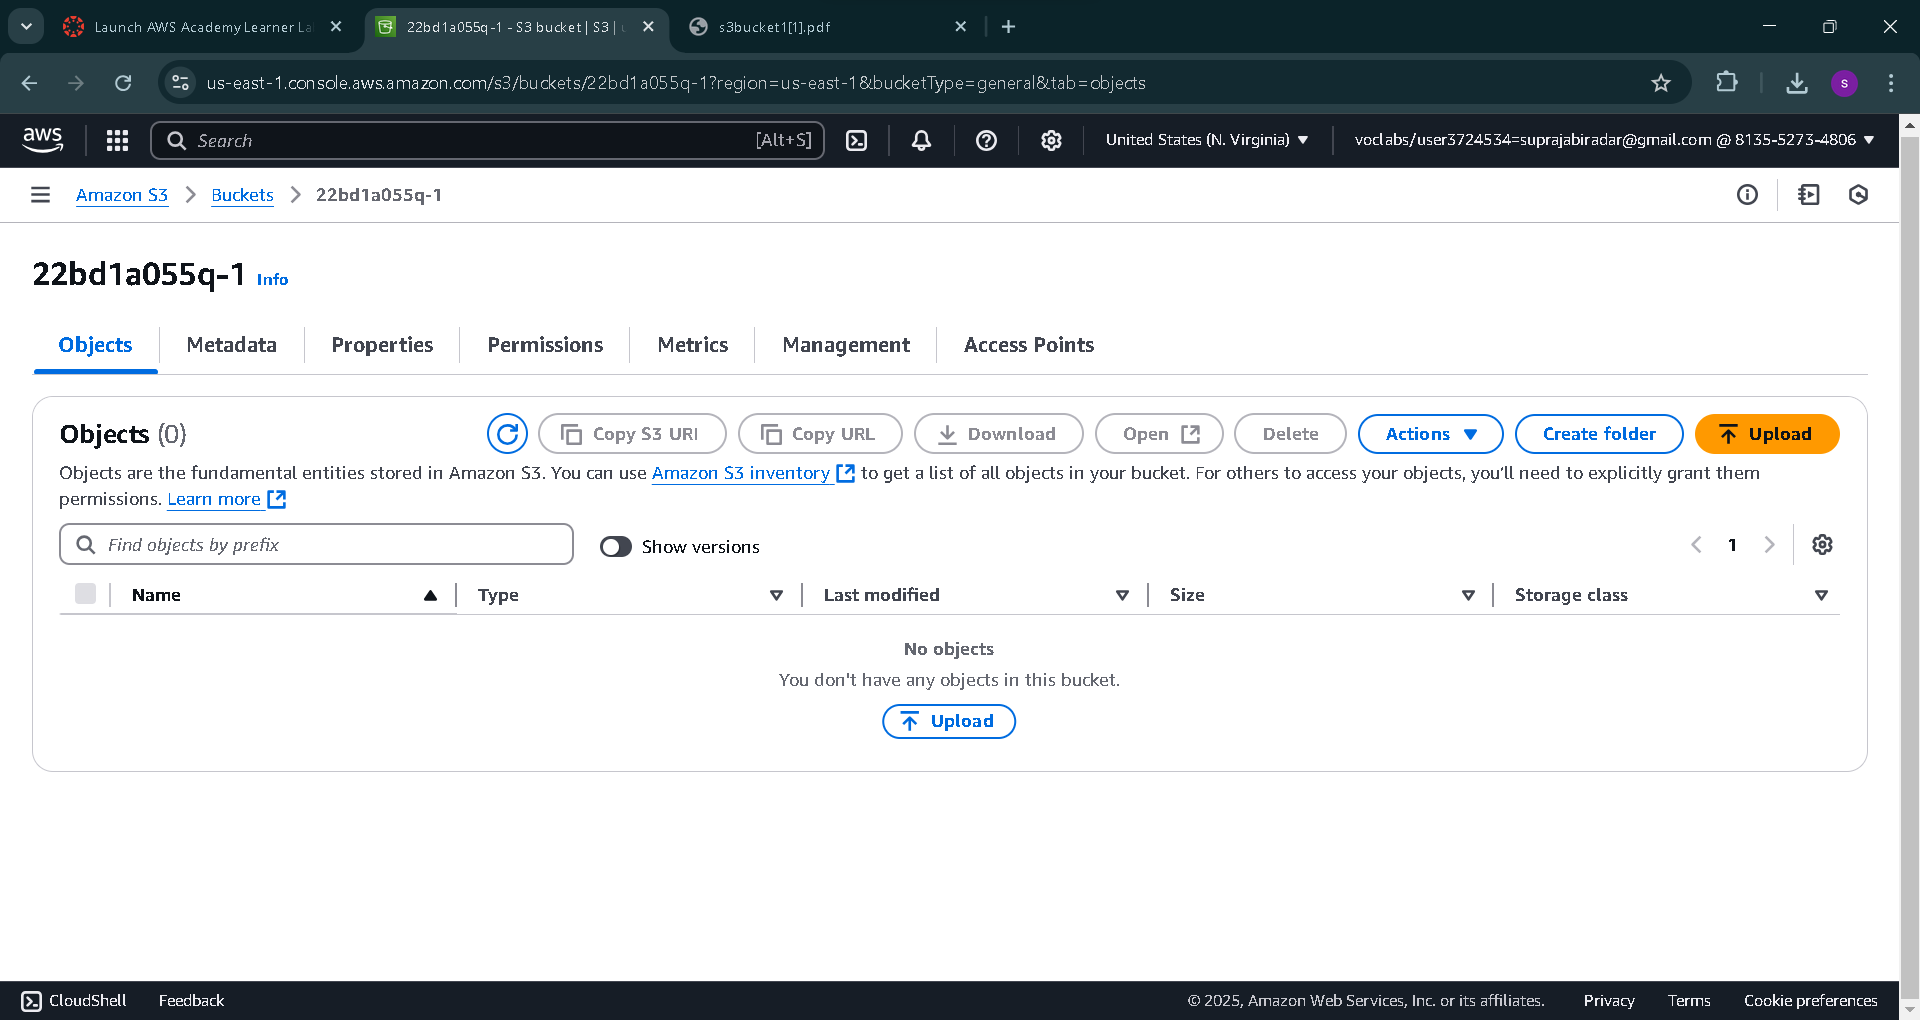 Launch AWS Academy Learner La
22bd1a055q-1 - S3 bucket | S3 | u
s3bucket1[1].pdf
us-east-1.console.aws.amazon.com/s3/buckets/22bd1a055q-1?region=us-east-1&bucketType=general&tab=objects
s
aws
Search
[Alt+S]
United States (N. Virginia)
voclabs/user3724534=suprajabiradar@gmail.com @ 8135-5273-4806
Amazon S3
Buckets
22bd1a055q-1
22bd1a055q-1 Info
Objects
Metadata
Properties
Permissions
Metrics
Management
Access Points
Objects (0)
Copy S3 URI
Copy URL
Download
Open
Delete
Actions
Create folder
Upload
Objects are the fundamental entities stored in Amazon S3. You can use Amazon S3 inventory to get a list of all objects in your bucket. For others to access your objects, you'll need to explicitly grant them
permissions. Learn more
Find objects by prefix
Show versions
1
Name
Type
Last modified
Size
Storage class
No objects
You don't have any objects in this bucket.
Upload
CloudShell
Feedback
© 2025, Amazon Web Services, Inc. or its affiliates.
Privacy
Terms
Cookie preferences